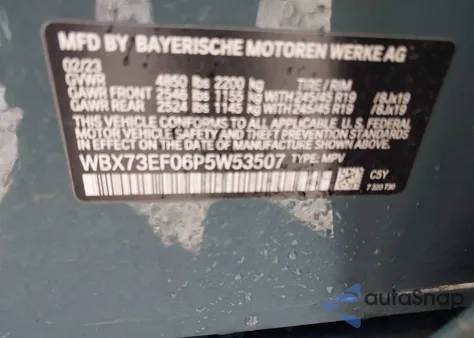 MFD BY BAYERISCHE MOTOREN WERKE AG
02/23
GVWR 4850 lbs 2200 kg TIRE / RIM
GAWR FRONT 2546 lbs 1155 kg WITH 245/45 R19 /8Jx19
GAWR REAR 2524 lbs 1145 kg WITH 245/45 R19 /8Jx19
THIS VEHICLE CONFORMS TO ALL APPLICABLE
FEDERAL MOTOR VEHICLE SAFETY STANDARDS
IN EFFECT ON THE DATE OF MANUFACTURE SHOWN ABOVE.
WBX73EF06P5W53507 TYPE: MPV
C5Y
7 329 730
autoSnap